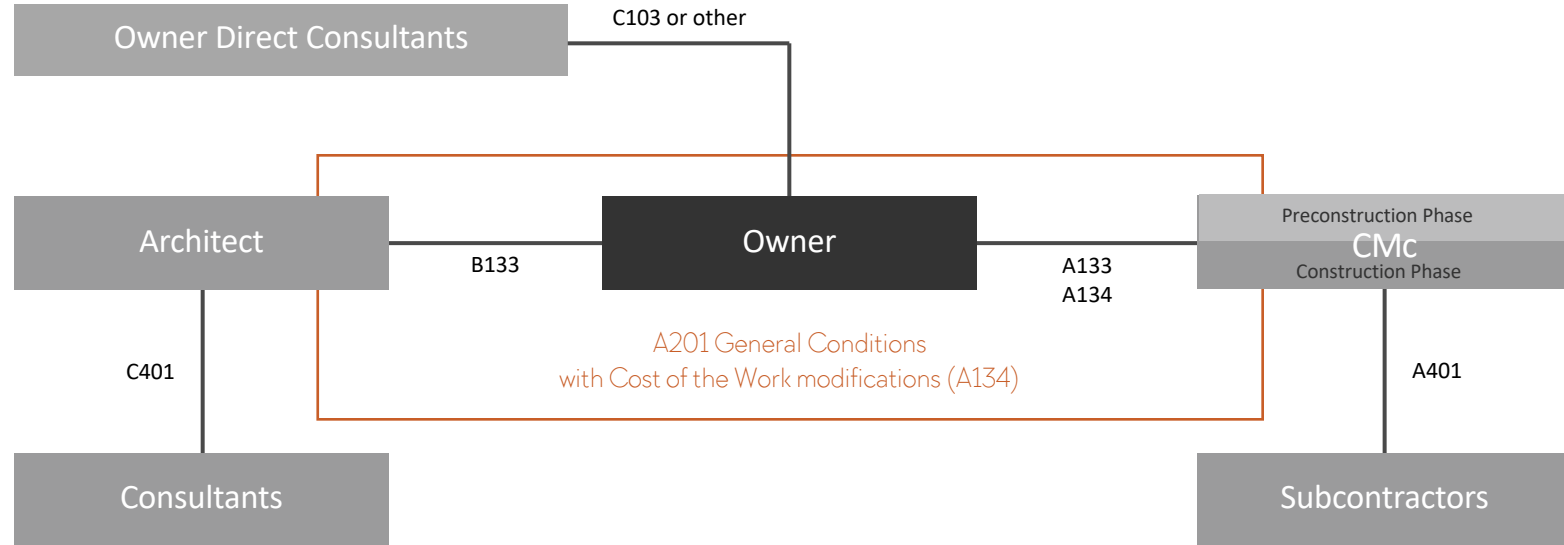 C103 or other
Owner Direct Consultants
Preconstruction Phase
Architect
Owner
CMc
B133
A133
Construction Phase
A134
A201 General Conditions
with Cost of the Work modifications (A134)
C401
A401
Consultants
Subcontractors